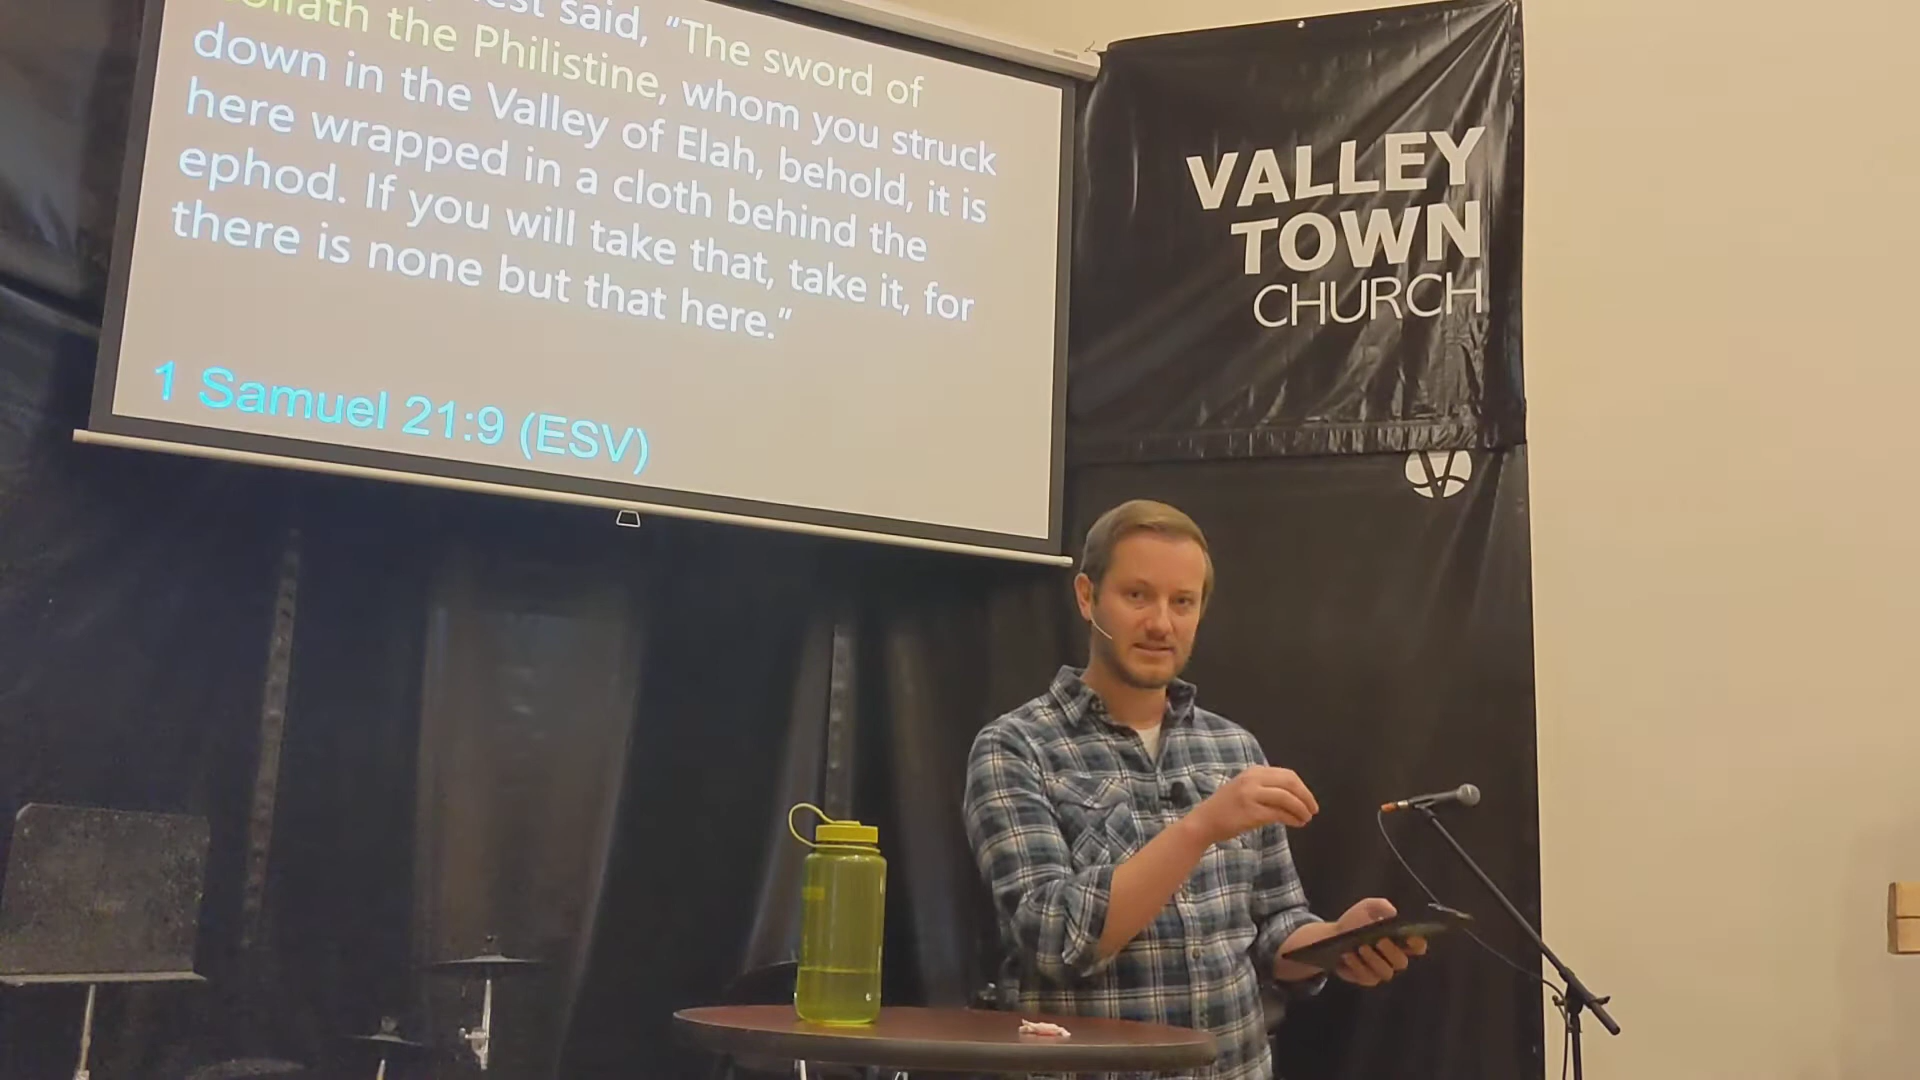 said, “The sword of
the Philistine, whom you struck
down in the Valley of Elah, behold, it is
here wrapped in a cloth behind the
ephod. If you will take that, take it, for
there is none but that here.”
1 Samuel 21:9 (ESV)
VALLEY
TOWN
CHURCH